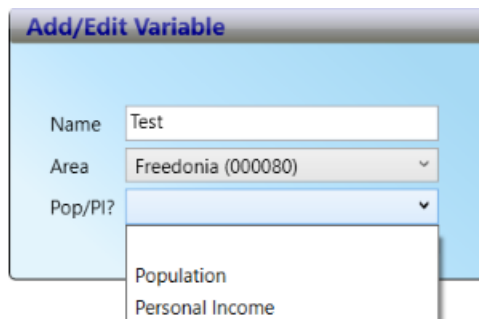 Add/Edit Variable
Name Test
Area Freedonia (000080)
Pop/PI?
Population
Personal Income